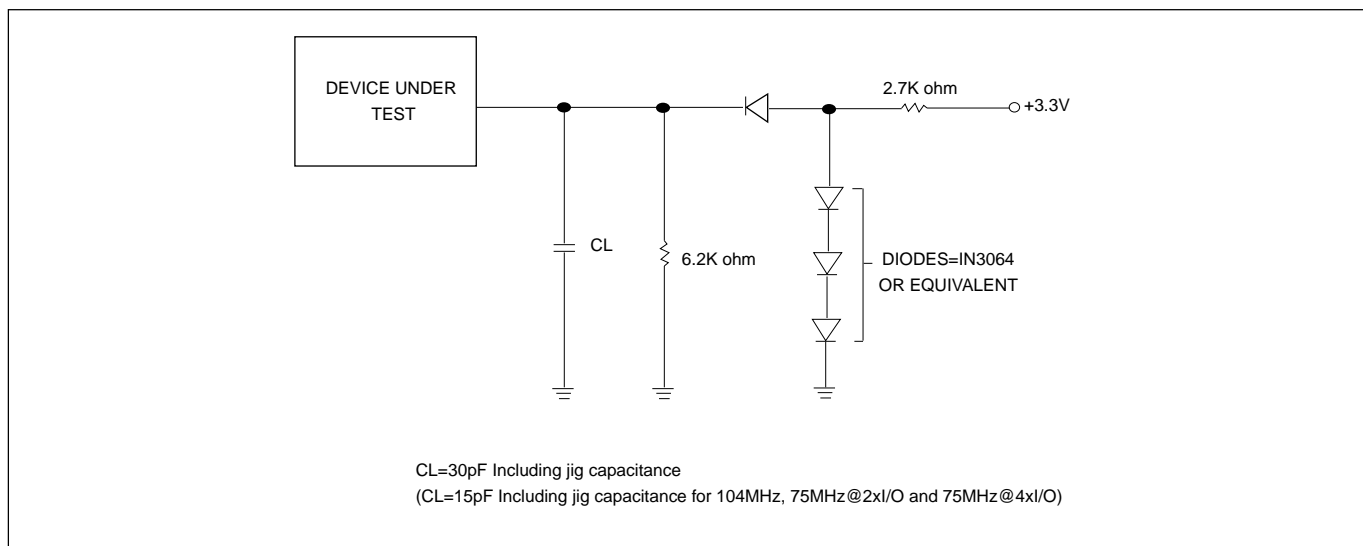 DEVICE UNDER
TEST
2.7K ohm
+3.3V
CL
6.2K ohm
DIODES=IN3064
OR EQUIVALENT
CL=30pF Including jig capacitance
(CL=15pF Including jig capacitance for 104MHz, 75MHz@2xI/O and 75MHz@4xI/O)